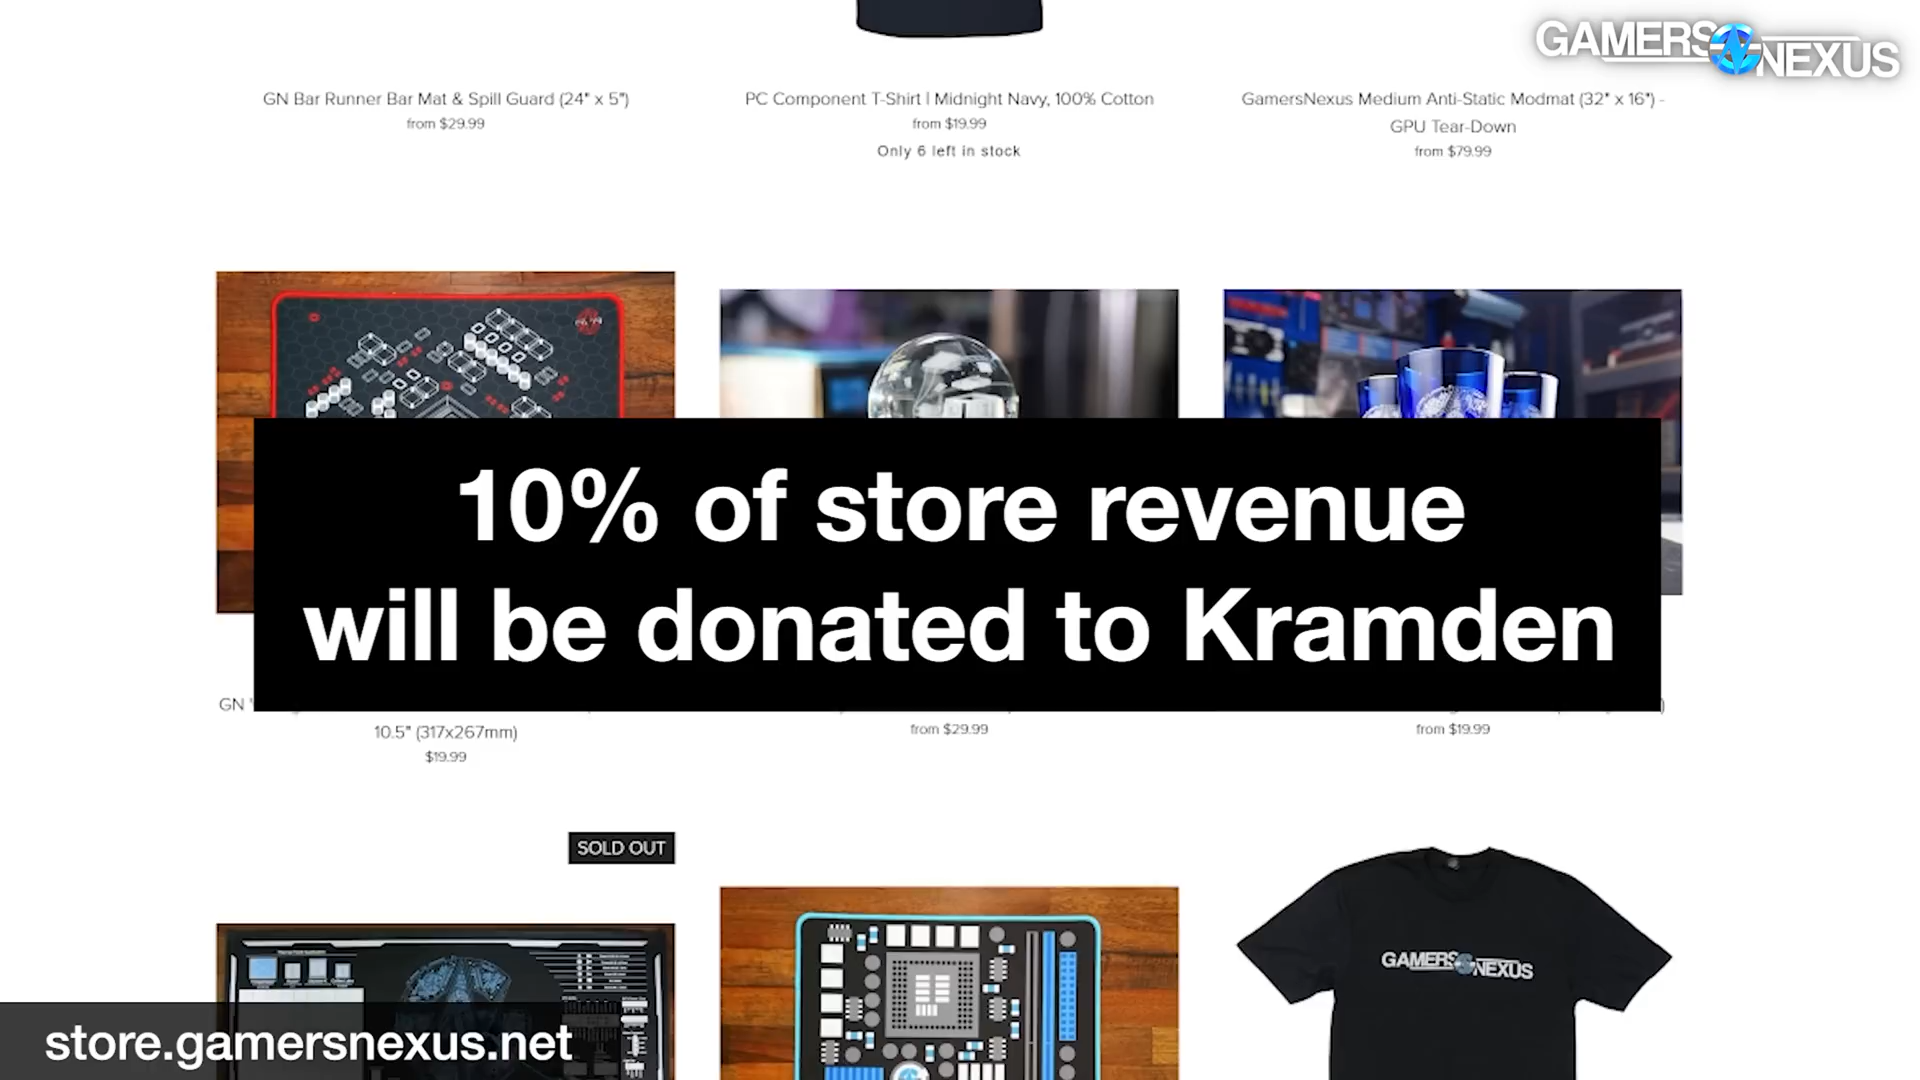 GAMERS NEXUS
GN Bar Runner Bar Mat & Spill Guard (24" x 5")
from $29.99
PC Component T-Shirt | Midnight Navy, 100% Cotton
from $19.99
Only 6 left in stock
GamersNexus Medium Anti-Static Modmat (32" x 16") -
GPU Tear-Down
from $79.99
10% of store revenue
will be donated to Kramden
GN
10.5" (317x267mm)
$19.99
from $29.99
from $19.99
SOLD OUT
GAMERS NEXUS
store.gamersnexus.net